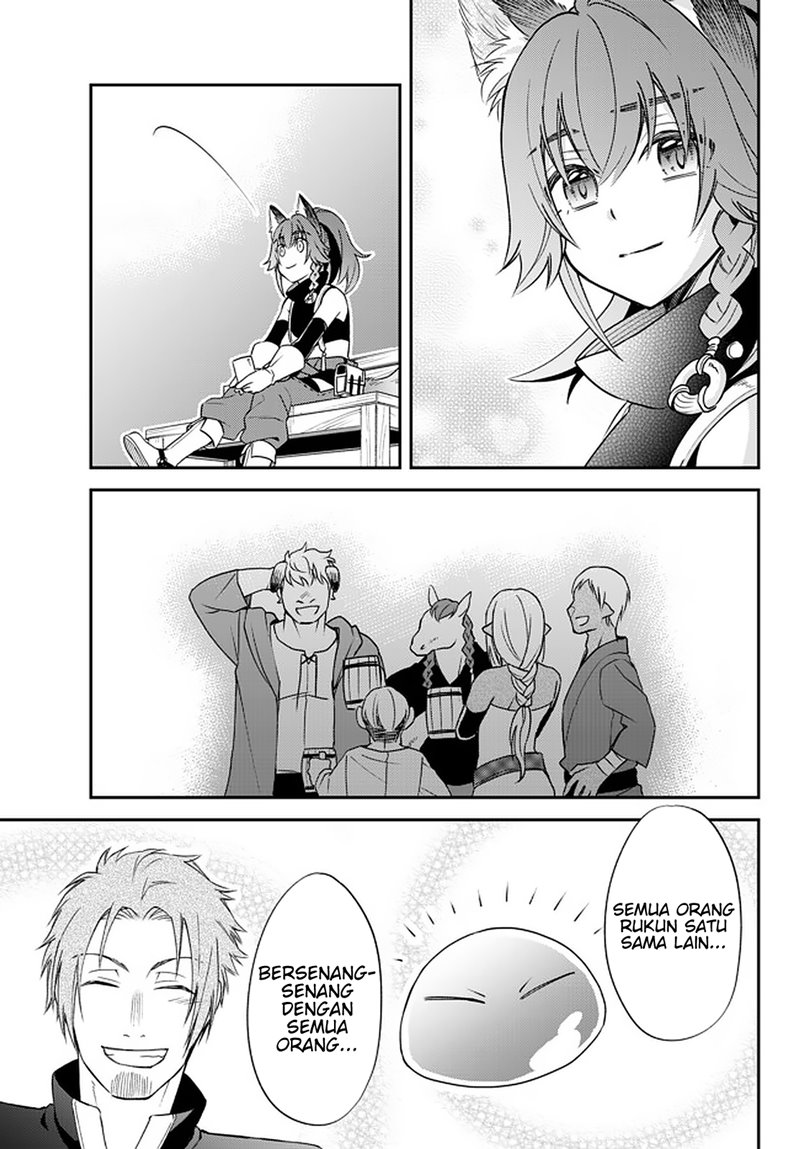 SEMUA ORANG
RUKUN SATU
SAMA LAIN...
BERSENANG-
SENANG
DENGAN
SEMUA
ORANG...